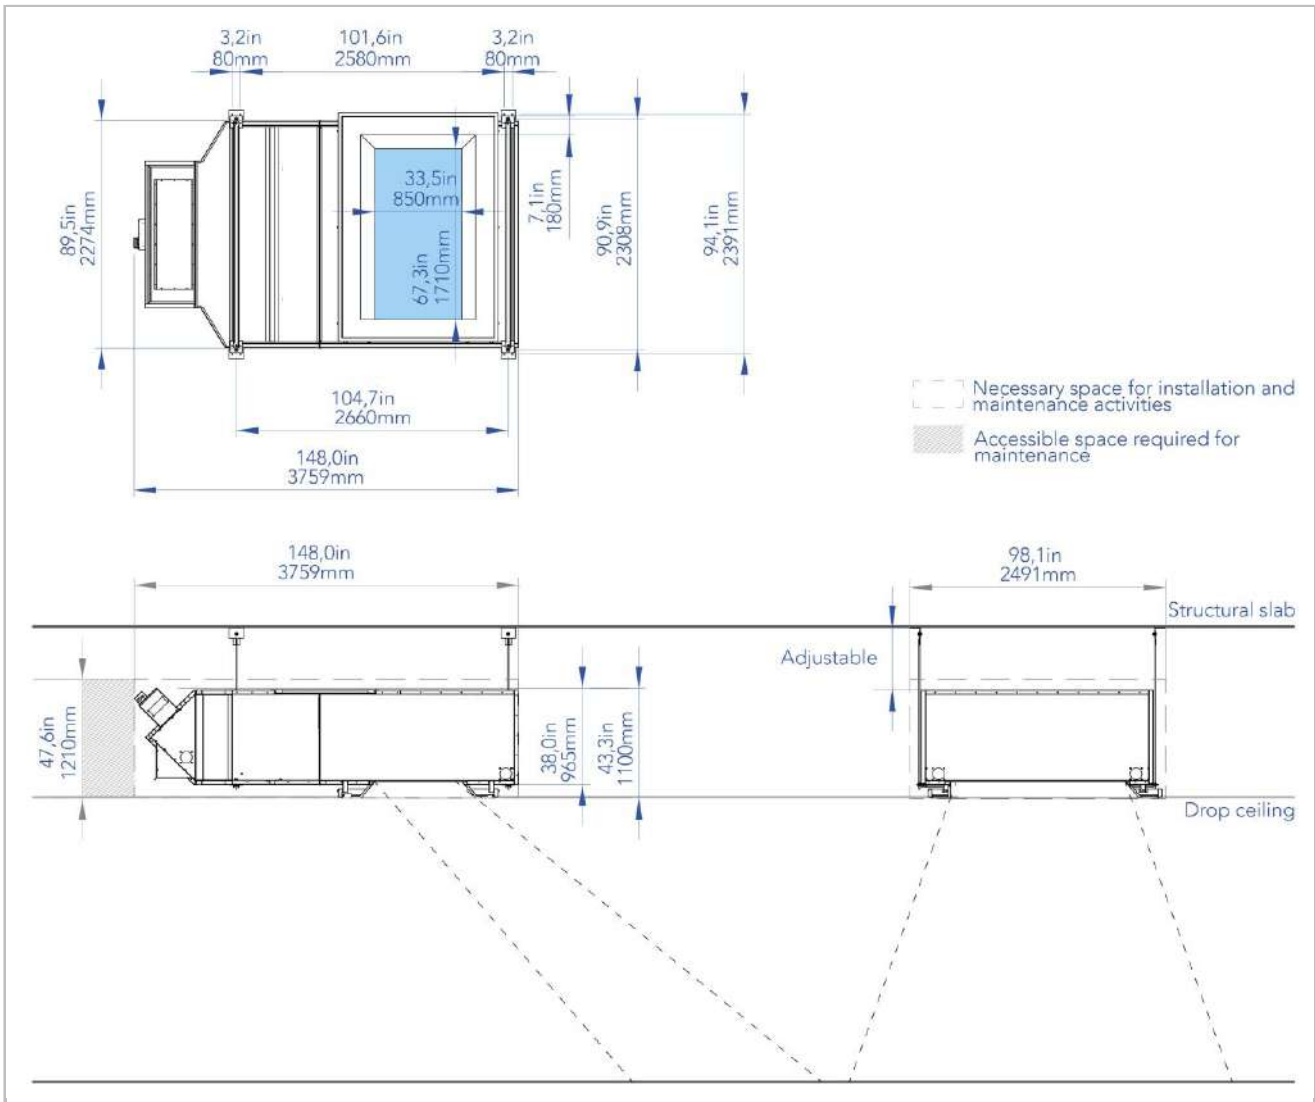 3,2in
80mm
101,6in
2580mm
3,2in
80mm
89,5in
2274mm
33,5in
850mm
67,3in
1710mm
7,1in
180mm
90,9in
2308mm
94,1in
2391mm
104,7in
2660mm
148,0in
3759mm
Necessary space for installation and
maintenance activities
Accessible space required for
maintenance
148,0in
3759mm
98,1in
2491mm
Structural slab
Adjustable
47,6in
1210mm
38,0in
965mm
43,3in
1100mm
Drop ceiling